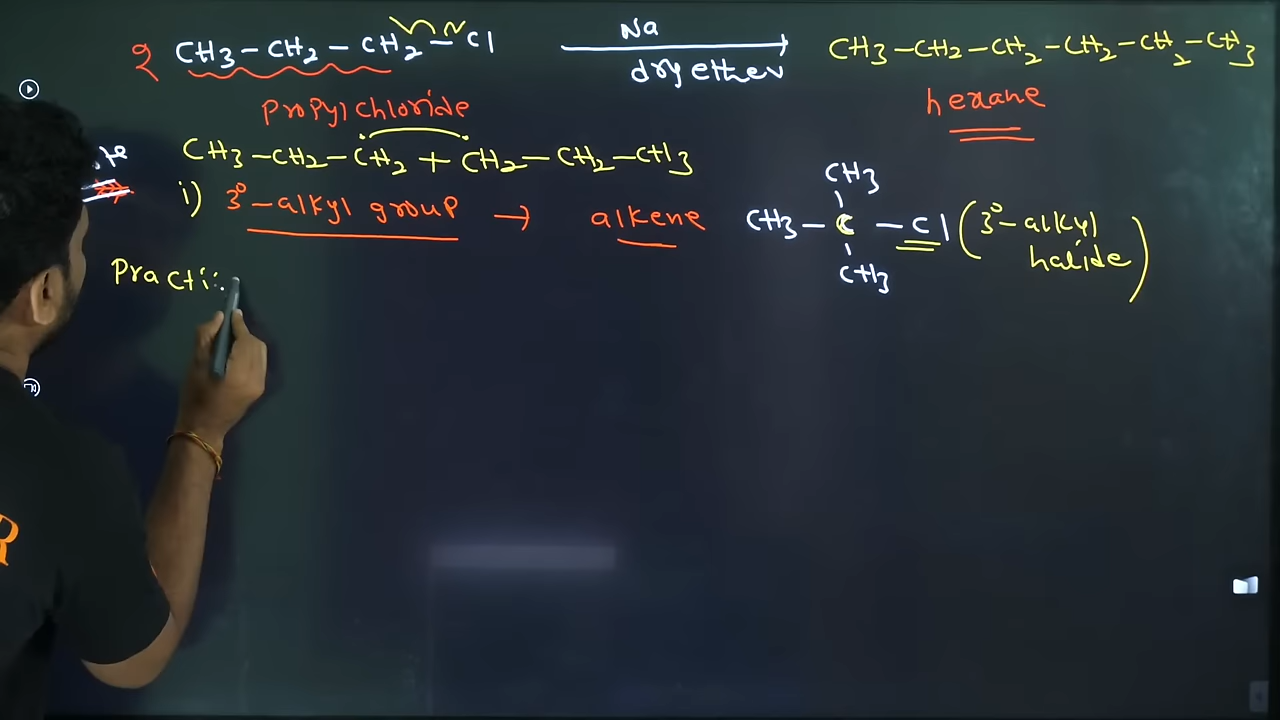 2 CH3-CH2-CH2-Cl Na dry ether CH3-CH2-CH2-CH2-CH2-CH3
Propyl chloride hexane
CH3-CH2-CH2 + CH2-CH2-CH3
i) 3°-alkyl group → alkene
CH3
CH3-C-Cl (3°-alkyl halide)
CH3
Practi
R